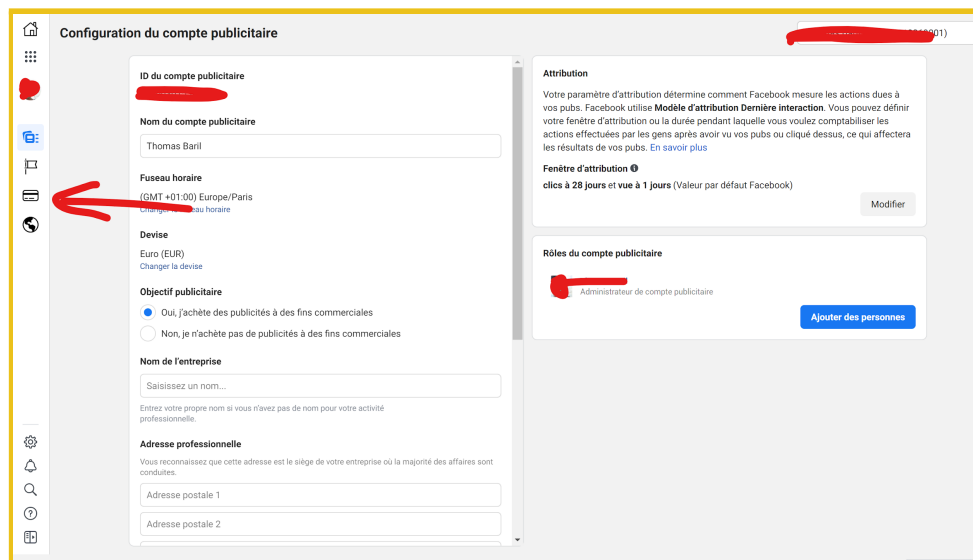 Configuration du compte publicitaire
ID du compte publicitaire
Nom du compte publicitaire
Thomas Baril
Fuseau horaire
(GMT +01:00) Europe/Paris
Changer le fuseau horaire
Devise
Euro (EUR)
Changer la devise
Objectif publicitaire
Oui, j'achète des publicités à des fins commerciales
Non, je n'achète pas de publicités à des fins commerciales
Nom de l'entreprise
Saisissez un nom...
Entrez votre propre nom si vous n'avez pas de nom pour votre activité
professionnelle.
Adresse professionnelle
Vous reconnaissez que cette adresse est le siège de votre entreprise où la majorité des affaires sont
conduites.
Adresse postale 1
Adresse postale 2
Attribution
Votre paramètre d'attribution détermine comment Facebook mesure les actions dues à
vos pubs. Facebook utilise Modèle d'attribution Dernière interaction. Vous pouvez définir
votre fenêtre d'attribution ou la durée pendant laquelle vous voulez comptabiliser les
actions effectuées par les gens après avoir vu vos pubs ou cliqué dessus, ce qui affectera
les résultats de vos pubs. En savoir plus
Fenêtre d'attribution
clics à 28 jours et vue à 1 jours (Valeur par défaut Facebook)
Modifier
Rôles du compte publicitaire
Administrateur de compte publicitaire
Ajouter des personnes